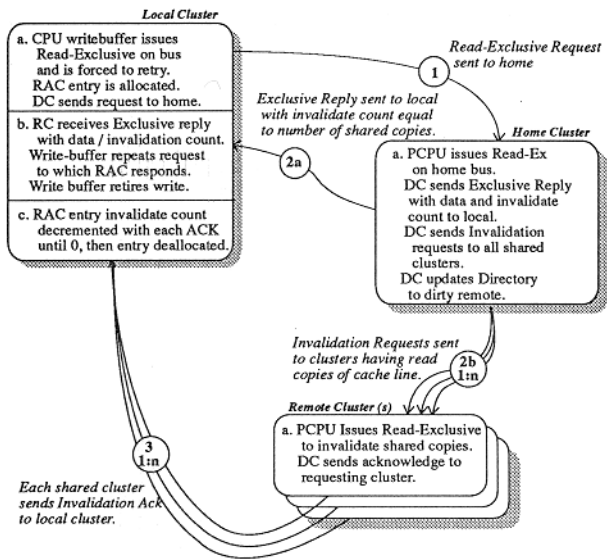 Local Cluster
a. CPU writebuffer issues
Read-Exclusive on bus
and is forced to retry.
RAC entry is allocated.
DC sends request to home.
b. RC receives Exclusive reply
with data / invalidation count.
Write-buffer repeats request
to which RAC responds.
Write buffer retires write.
c. RAC entry invalidate count
decremented with each ACK
until 0, then entry deallocated.
1
Read-Exclusive Request
sent to home
Exclusive Reply sent to local
with invalidate count equal
to number of shared copies.
2a
Home Cluster
a. PCPU issues Read-Ex
on home bus.
DC sends Exclusive Reply
with data and invalidate
count to local.
DC sends Invalidation
requests to all shared
clusters.
DC updates Directory
to dirty remote.
Invalidation Requests sent
to clusters having read
copies of cache line.
2b
1:n
Remote Cluster (s)
a. PCPU Issues Read-Exclusive
to invalidate shared copies.
DC sends acknowledge to
requesting cluster.
3
1:n
Each shared cluster
sends Invalidation Ack
to local cluster.